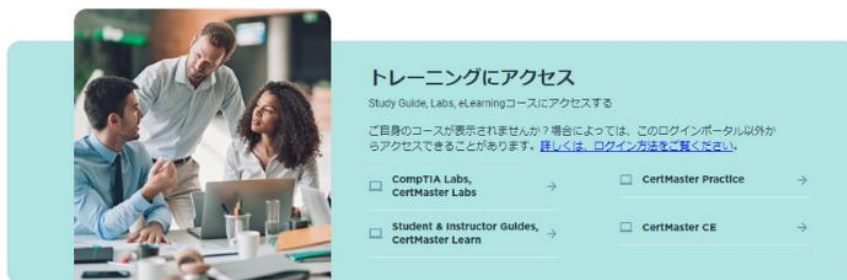 トレーニングにアクセス
Study Guide, Labs, eLearningコースにアクセスする
ご自身のコースが表示されませんか？場合によっては、このログインポータル以外か
らアクセスできることがあります。詳しくは、ログイン方法をご覧ください。
CompTIA Labs,
CertMaster Labs
CertMaster Practice
Student & Instructor Guides,
CertMaster Learn
CertMaster CE